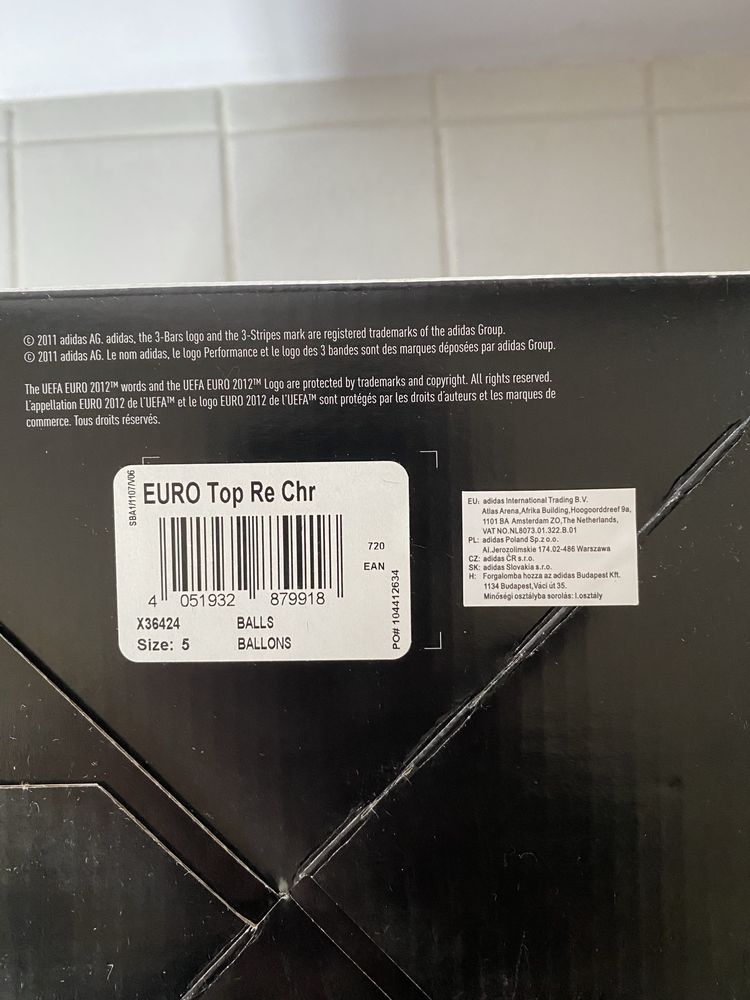 © 2011 adidas AG. adidas, the 3-Bars logo and the 3-Stripes mark are registered trademarks of the adidas Group.
© 2011 adidas AG. Le nom adidas, le logo Performance et le logo des 3 bandes sont des marques déposées par adidas Group.
The UEFA EURO 2012™ words and the UEFA EURO 2012™ Logo are protected by trademarks and copyright. All rights reserved.
L'appellation EURO 2012 de l'UEFA™ et le logo EURO 2012 de l'UEFA™ sont protégés par les droits d'auteurs et les marques de
commerce. Tous droits réservés.
SBA1/1107/V06
EURO Top Re Chr
720
EAN
4 051932 879918
X36424 BALLS
Size: 5 BALLONS
PO# 104412634
EU: adidas International Trading B.V.
Atlas Arena,Afrika Building,Hoogoorddreef 9a,
1101 BA Amsterdam ZO,The Netherlands,
VAT NO.NL8073.01.322.B.01
PL: adidas Poland Sp.z o.o.
Al.Jerozolimskie 174.02-486 Warszawa
CZ: adidas ČR s.r.o.
SK: adidas Slovakia s.r.o.
H: Forgalomba hozza az adidas Budapest Kft.
1134 Budapest,Váci út 35.
Minőségi osztályba sorolás: I.osztály